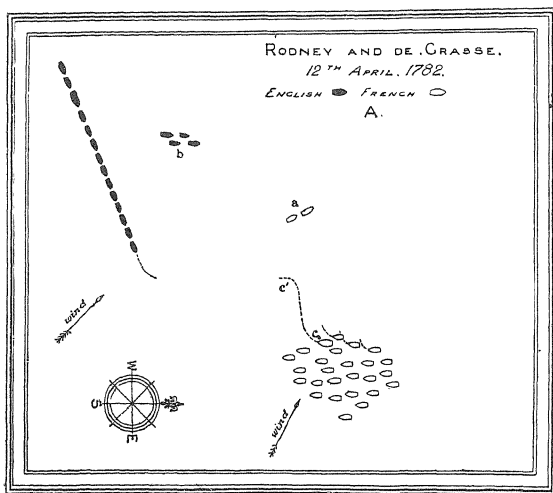 RODNEY AND DE GRASSE.
12TH APRIL. 1782.
ENGLISH FRENCH
A.
b
a
c'
wind
c
W
S
E
wind